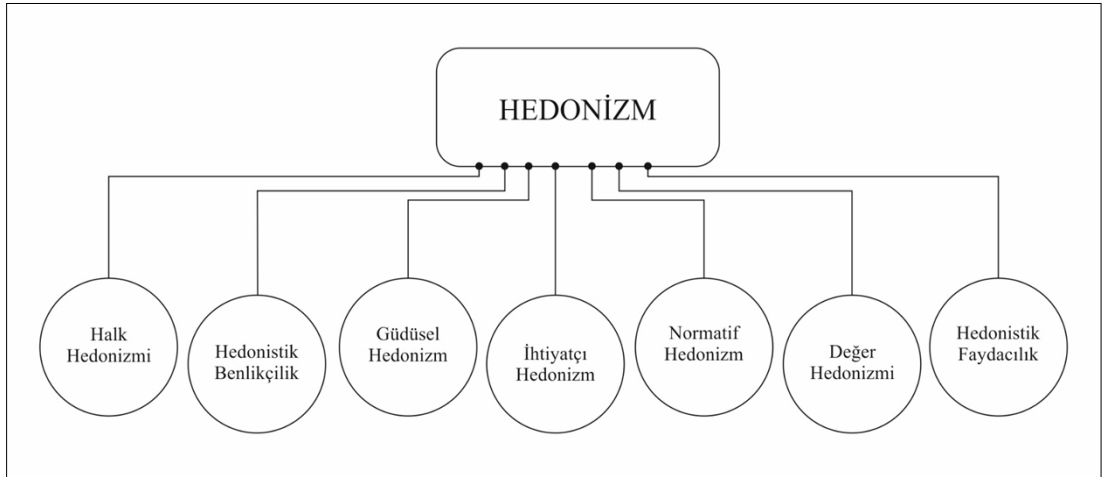 HEDONİZM
Halk
Hedonizmi
Hedonistik
Benlikçilik
Güdüsel
Hedonizm
İhtiyatçı
Hedonizm
Normatif
Hedonizm
Değer
Hedonizmi
Hedonistik
Faydacılık